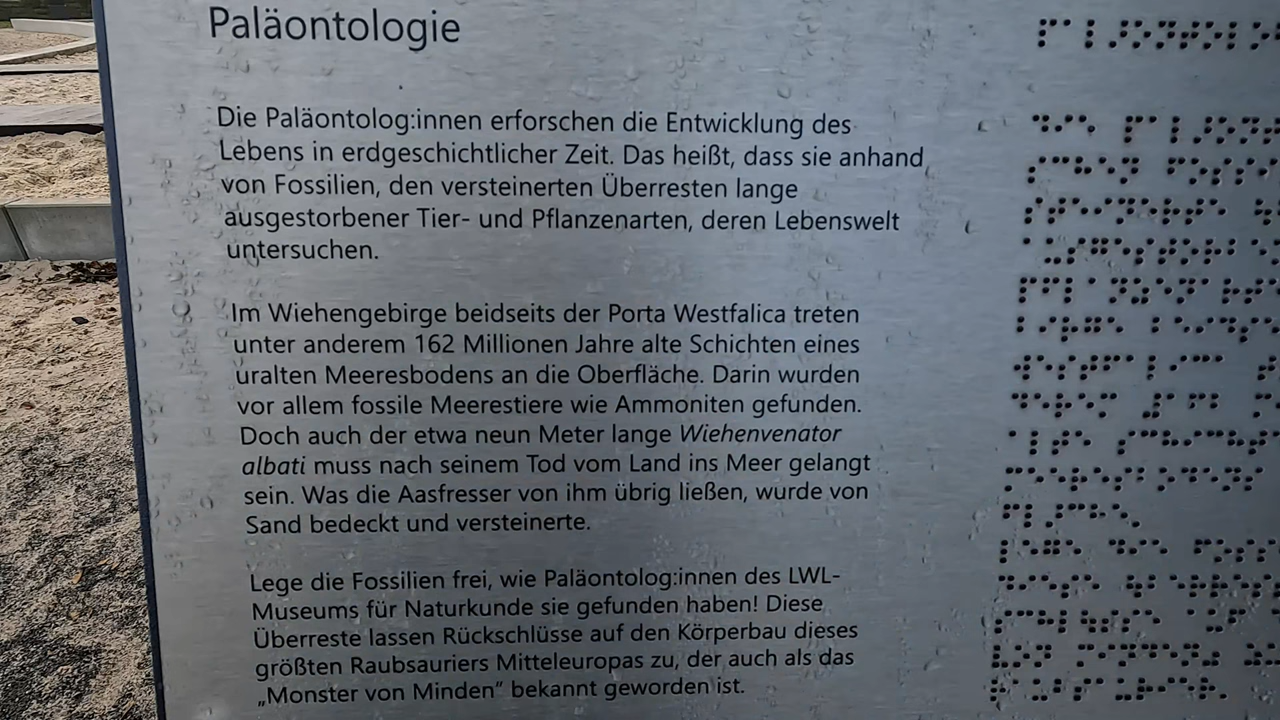 Paläontologie
Die Paläontolog:innen erforschen die Entwicklung des
Lebens in erdgeschichtlicher Zeit. Das heißt, dass sie anhand
von Fossilien, den versteinerten Überresten lange
ausgestorbener Tier- und Pflanzenarten, deren Lebenswelt
untersuchen.
Im Wiehengebirge beidseits der Porta Westfalica treten
unter anderem 162 Millionen Jahre alte Schichten eines
uralten Meeresbodens an die Oberfläche. Darin wurden
vor allem fossile Meerestiere wie Ammoniten gefunden.
Doch auch der etwa neun Meter lange Wiehenvenator
albati muss nach seinem Tod vom Land ins Meer gelangt
sein. Was die Aasfresser von ihm übrig ließen, wurde von
Sand bedeckt und versteinerte.
Lege die Fossilien frei, wie Paläontolog:innen des LWL-
Museums für Naturkunde sie gefunden haben! Diese
Überreste lassen Rückschlüsse auf den Körperbau dieses
größten Raubsauriers Mitteleuropas zu, der auch als das
„Monster von Minden“ bekannt geworden ist.